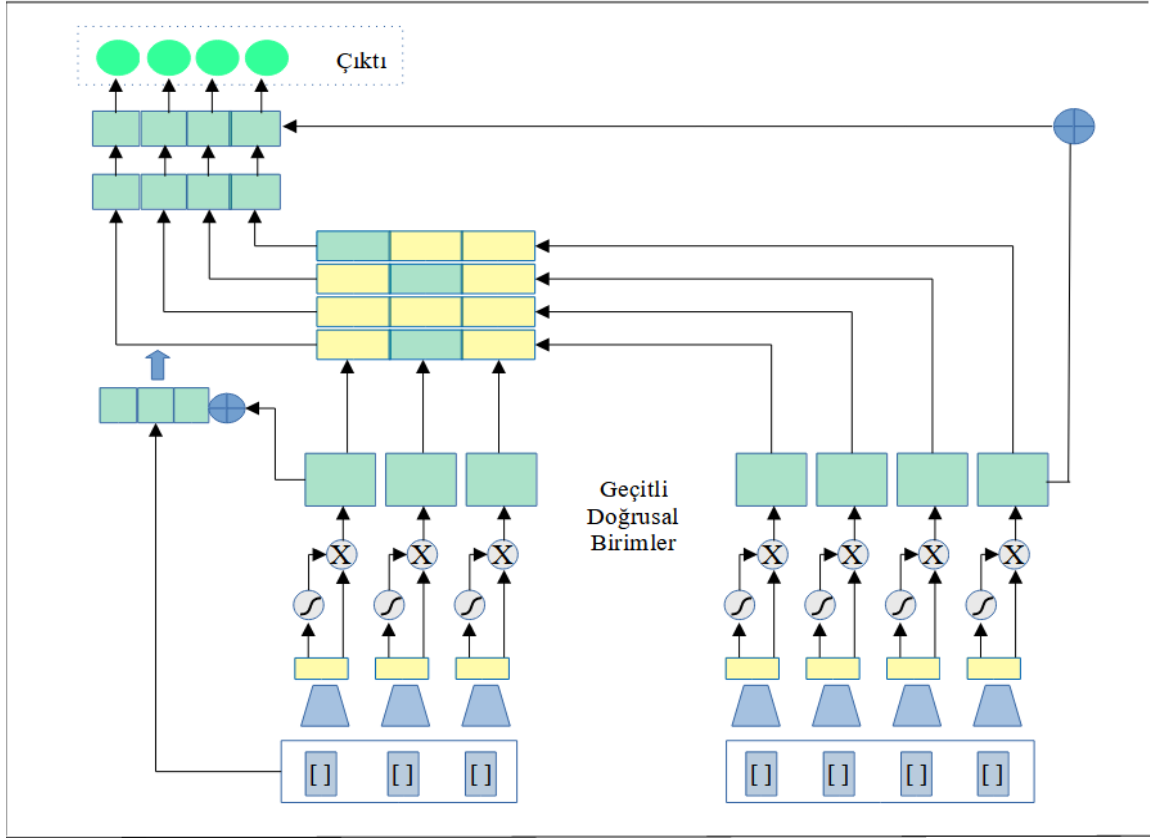 Çıktı
Geçitli
Doğrusal
Birimler
X X X X X X X
[ ] [ ] [ ] [ ] [ ] [ ] [ ]